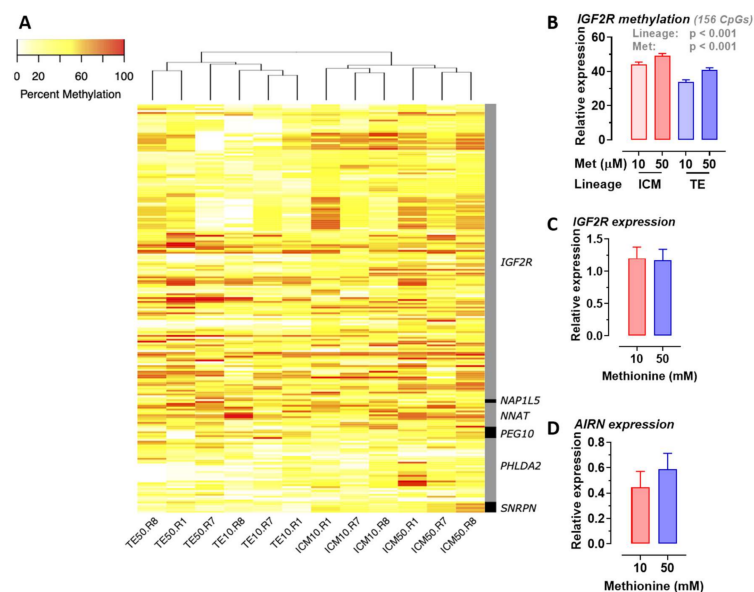 A
0 20 60 100
Percent Methylation
IGF2R
NAP1L5
NNAT
PEG10
PHLDA2
SNRPN
TE50.R8
TE50.R1
TE50.R7
TE10.R8
TE10.R7
TE10.R1
ICM10.R1
ICM10.R7
ICM10.R8
ICM50.R1
ICM50.R7
ICM50.R8
B
IGF2R methylation (156 CpGs)
Lineage: p < 0.001
Met: p < 0.001
Relative expression
60
40
20
0
Met (μM) 10 50 10 50
Lineage ICM TE
C
IGF2R expression
Relative expression
1.5
1.0
0.5
0.0
10 50
Methionine (mM)
D
AIRN expression
Relative expression
0.8
0.6
0.4
0.2
0.0
10 50
Methionine (mM)